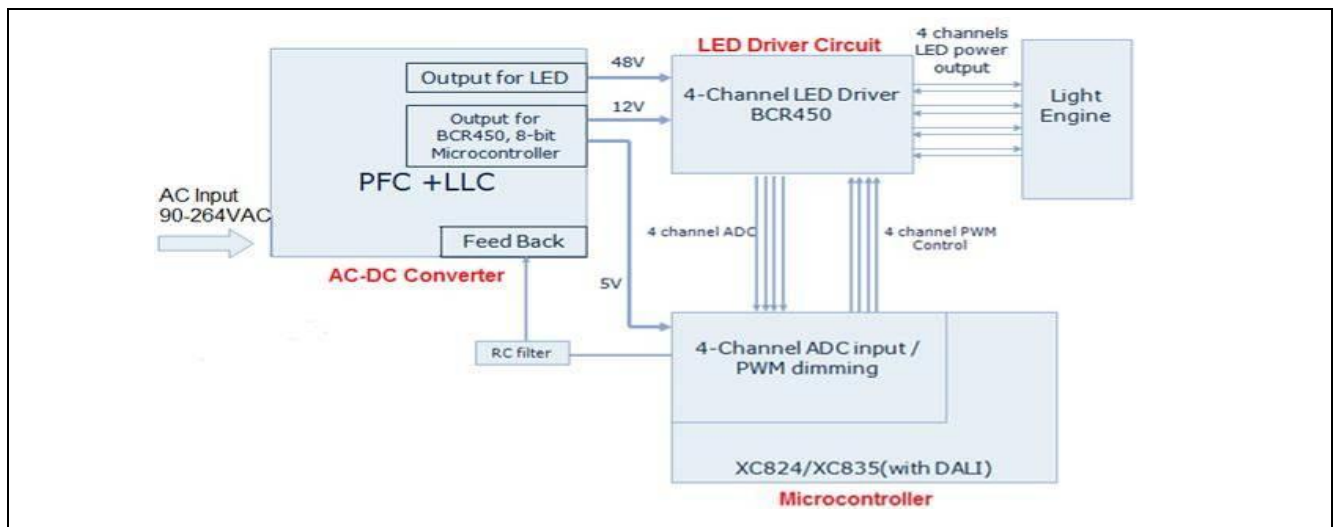 LED Driver Circuit
4 channels
LED power
output
48V
Output for LED
4-Channel LED Driver
BCR450
Light
Engine
12V
Output for
BCR450, 8-bit
Microcontroller
PFC +LLC
AC Input
90-264VAC
Feed Back
4 channel ADC
4 channel PWM
Control
AC-DC Converter
5V
RC filter
4-Channel ADC input /
PWM dimming
XC824/XC835(with DALI)
Microcontroller